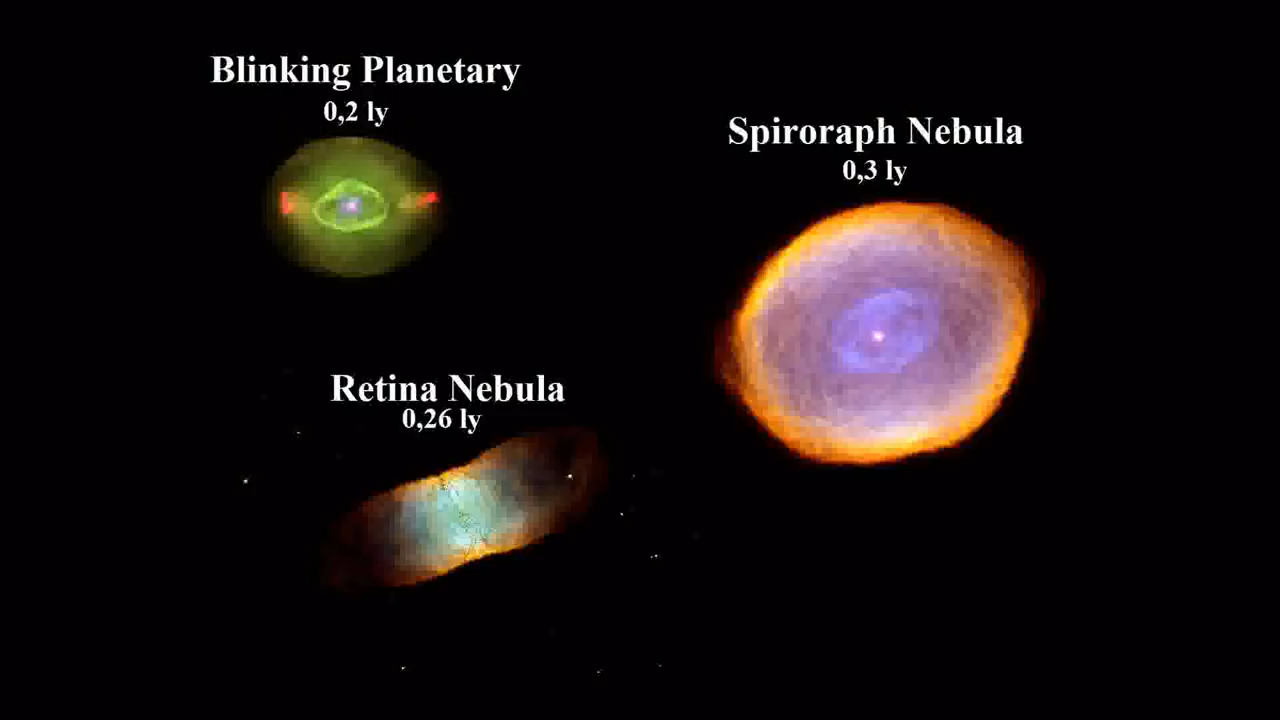 Blinking Planetary
0,2 ly
Spiroraph Nebula
0,3 ly
Retina Nebula
0,26 ly